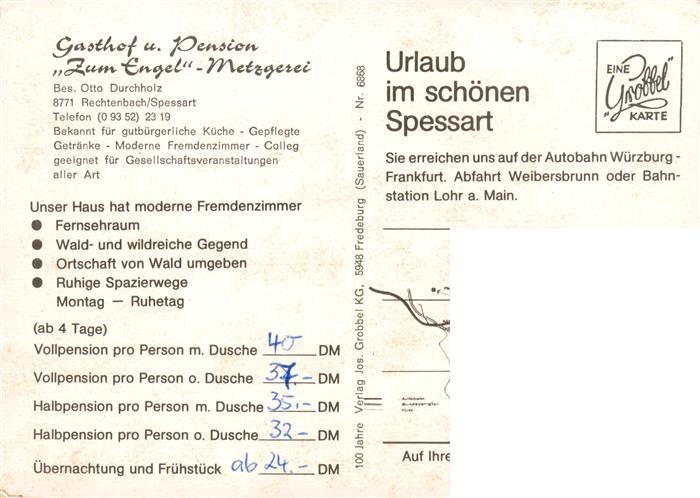 Gasthof u. Pension
„Zum Engel"-Metzgerei
Bes. Otto Durchholz
8771 Rechtenbach/Spessart
Telefon (0 93 52) 23 19
Bekannt für gutbürgerliche Küche - Gepflegte
Getränke - Moderne Fremdenzimmer - Colleg
geeignet für Gesellschaftsveranstaltungen
aller Art
Unser Haus hat moderne Fremdenzimmer
● Fernsehraum
● Wald- und wildreiche Gegend
● Ortschaft von Wald umgeben
● Ruhige Spazierwege
Montag — Ruhetag
(ab 4 Tage)
Vollpension pro Person m. Dusche 40 DM
Vollpension pro Person o. Dusche 37.- DM
Halbpension pro Person m. Dusche 35.- DM
Halbpension pro Person o. Dusche 32- DM
Übernachtung und Frühstück ab 24.- DM
100 Jahre Verlag Jos. Grobbel KG, 5948 Fredeburg (Sauerland) - Nr. 6868
Urlaub
im schönen
Spessart
EINE
„Grobbel"
KARTE
Sie erreichen uns auf der Autobahn Würzburg-
Frankfurt. Abfahrt Weibersbrunn oder Bahn-
station Lohr a. Main.
Autobahn
Bundesstraßen
Auf Ihre